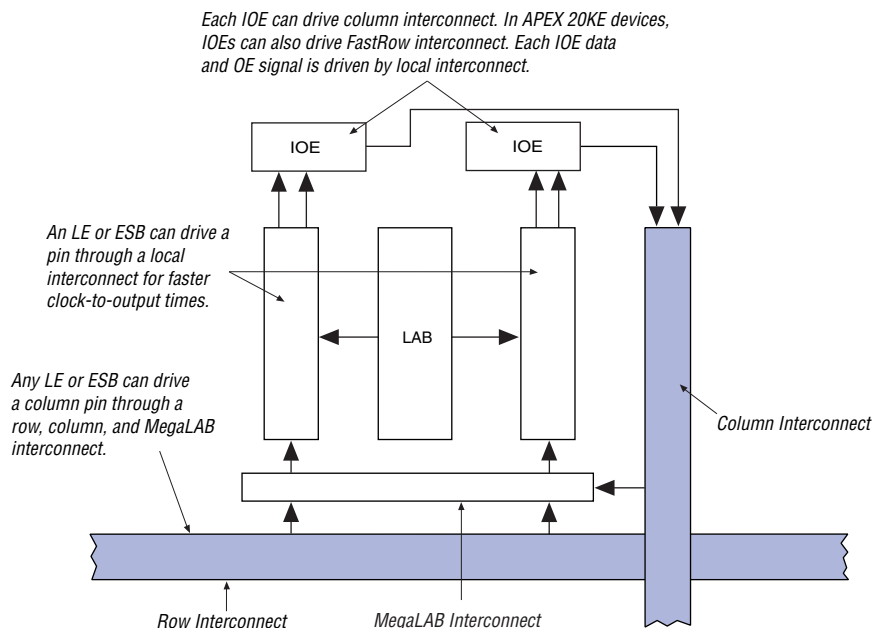 Each IOE can drive column interconnect. In APEX 20KE devices,
IOEs can also drive FastRow interconnect. Each IOE data
and OE signal is driven by local interconnect.
IOE
IOE
An LE or ESB can drive a
pin through a local
interconnect for faster
clock-to-output times.
LAB
Any LE or ESB can drive
a column pin through a
row, column, and MegaLAB
interconnect.
Column Interconnect
Row Interconnect
MegaLAB Interconnect